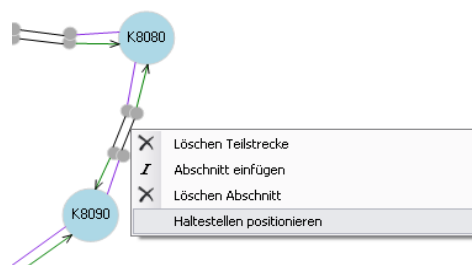 K8080
Löschen Teilstrecke
I Abschnitt einfügen
Löschen Abschnitt
K8090
Haltestellen positionieren